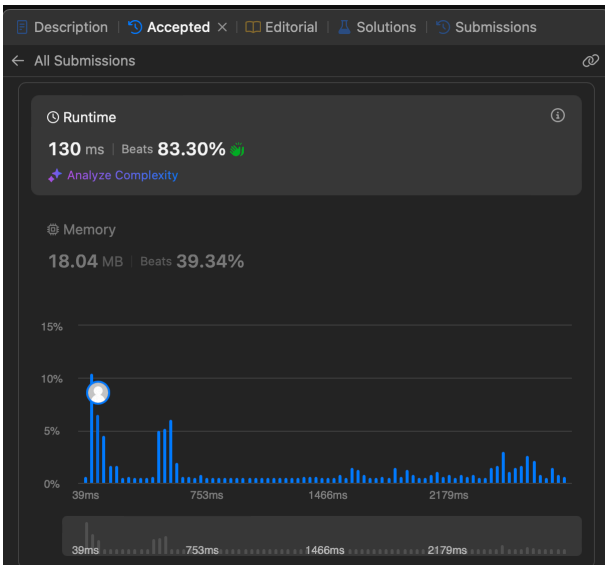 Description | Accepted × | Editorial | Solutions | Submissions
← All Submissions
Runtime
130 ms | Beats 83.30%
Analyze Complexity
Memory
18.04 MB | Beats 39.34%
15%
10%
5%
0%
39ms 753ms 1466ms 2179ms
39ms 753ms 1466ms 2179ms